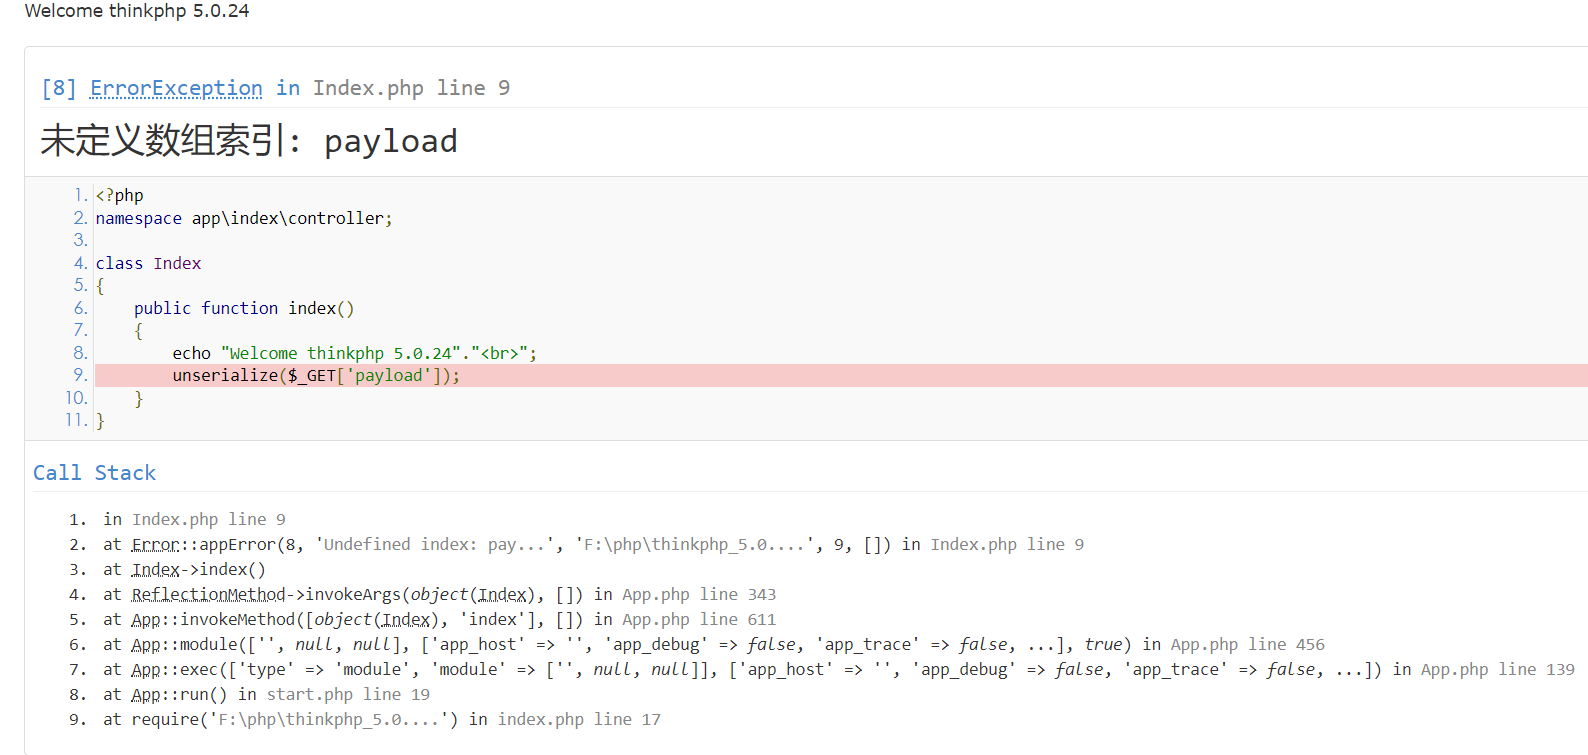 Welcome thinkphp 5.0.24
[8] ErrorException in Index.php line 9
未定义数组索引: payload
1. <?php
2. namespace app\index\controller;
3.
4. class Index
5. {
6. public function index()
7. {
8. echo "Welcome thinkphp 5.0.24"."<br>";
9. unserialize($_GET['payload']);
10. }
11. }
Call Stack
1. in Index.php line 9
2. at Error::appError(8, 'Undefined index: pay...', 'F:\php\thinkphp_5.0....', 9, []) in Index.php line 9
3. at Index->index()
4. at ReflectionMethod->invokeArgs(object(Index), []) in App.php line 343
5. at App::invokeMethod([object(Index), 'index'], []) in App.php line 611
6. at App::module(['', null, null], ['app_host' => '', 'app_debug' => false, 'app_trace' => false, ...], true) in App.php line 456
7. at App::exec(['type' => 'module', 'module' => ['', null, null]], ['app_host' => '', 'app_debug' => false, 'app_trace' => false, ...]) in App.php line 139
8. at App::run() in start.php line 19
9. at require('F:\php\thinkphp_5.0....') in index.php line 17